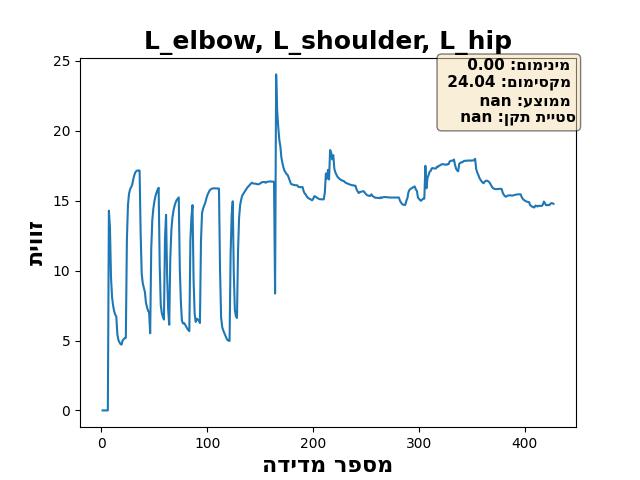 L_elbow, L_shoulder, L_hip
מינימום: 0.00
מקסימום: 24.04
ממוצע: nan
סטיית תקן: nan
25
20
15
10
5
0
זווית
0 100 200 300 400
מספר מדידה